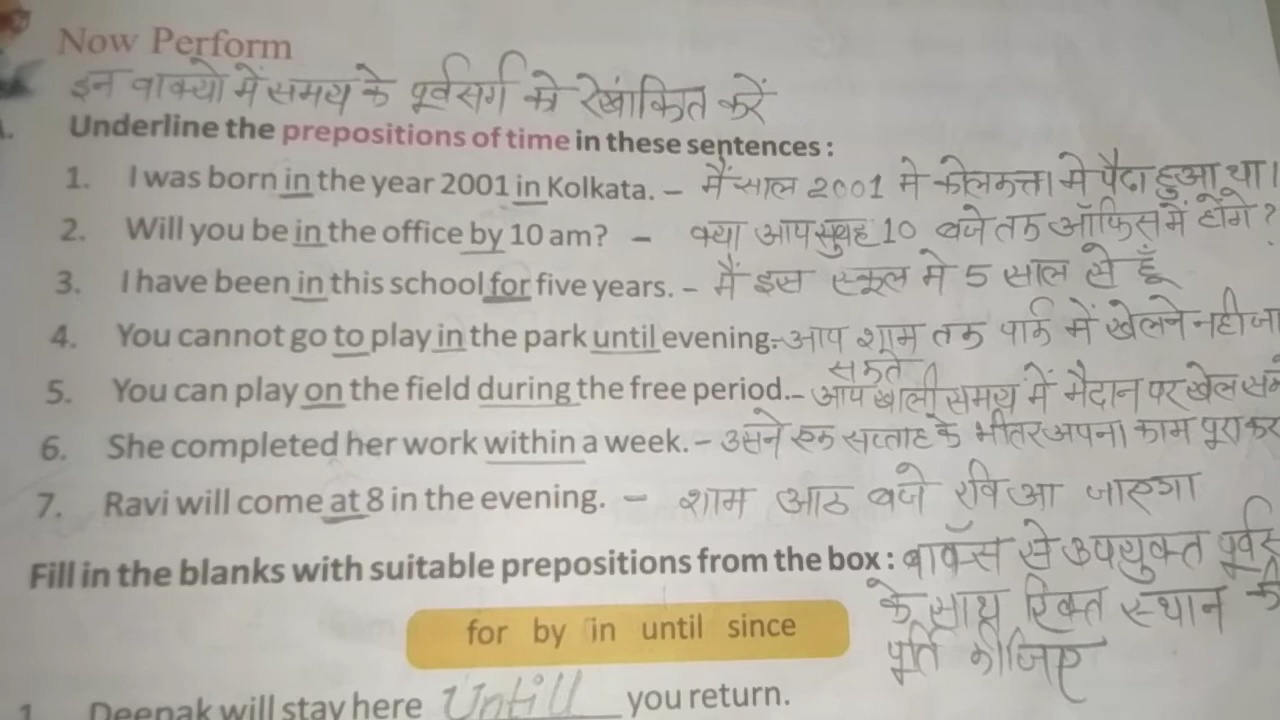 Now Perform
इन वाक्यो में समय के पूर्वसर्ग को रेखांकित करें
Underline the prepositions of time in these sentences :
1. I was born in the year 2001 in Kolkata. – मैं साल 2001 मे कोलकत्ता मे पैदा हुआ था।
2. Will you be in the office by 10 am? – क्या आप सुबह 10 बजे तक ऑफिस में होंगे ?
3. I have been in this school for five years. – मैं इस स्कूल मे 5 साल से हूँ
4. You cannot go to play in the park until evening.-आप शाम तक पार्क में खेलने नही जा
सकते।
5. You can play on the field during the free period.– आप खाली समय में मैदान पर खेल
6. She completed her work within a week. – उसने एक सप्ताह के भीतर अपना काम पूरा कर
7. Ravi will come at 8 in the evening. – शाम आठ बजे रवि आ जाएगा
Fill in the blanks with suitable prepositions from the box : बाक्स से उपयुक्त
के साथ रिक्त स्थान की
पूर्ति कीजिए
for by in until since
1. Deepak will stay here Untill you return.